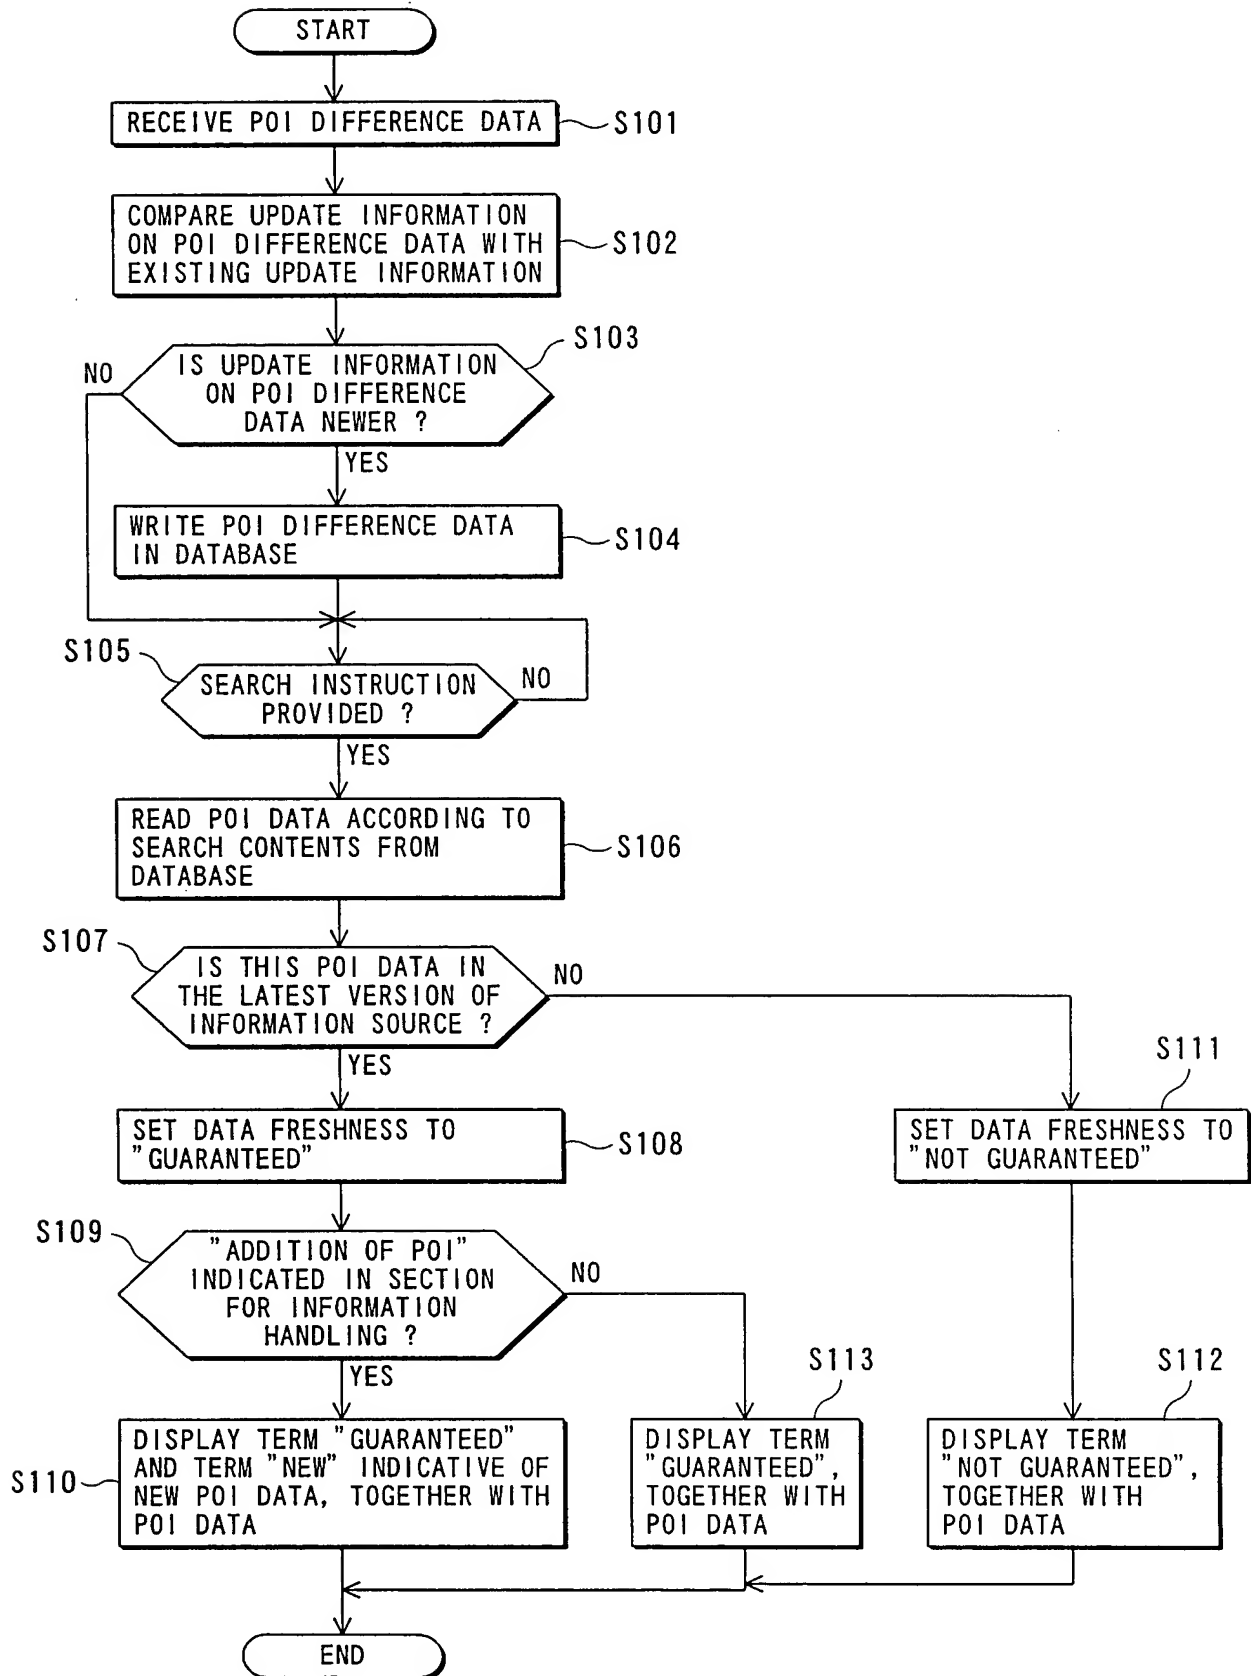 START
RECEIVE POI DIFFERENCE DATA
S101
COMPARE UPDATE INFORMATION
ON POI DIFFERENCE DATA WITH
EXISTING UPDATE INFORMATION
S102
S103
IS UPDATE INFORMATION
ON POI DIFFERENCE
DATA NEWER ?
NO
YES
WRITE POI DIFFERENCE DATA
IN DATABASE
S104
S105
SEARCH INSTRUCTION
PROVIDED ?
NO
YES
READ POI DATA ACCORDING TO
SEARCH CONTENTS FROM
DATABASE
S106
S107
IS THIS POI DATA IN
THE LATEST VERSION OF
INFORMATION SOURCE ?
NO
YES
S111
SET DATA FRESHNESS TO
"GUARANTEED"
S108
SET DATA FRESHNESS TO
"NOT GUARANTEED"
S109
"ADDITION OF POI"
INDICATED IN SECTION
FOR INFORMATION
HANDLING ?
NO
YES
S113
S112
S110
DISPLAY TERM "GUARANTEED"
AND TERM "NEW" INDICATIVE OF
NEW POI DATA, TOGETHER WITH
POI DATA
DISPLAY TERM
"GUARANTEED",
TOGETHER WITH
POI DATA
DISPLAY TERM
"NOT GUARANTEED",
TOGETHER WITH
POI DATA
END